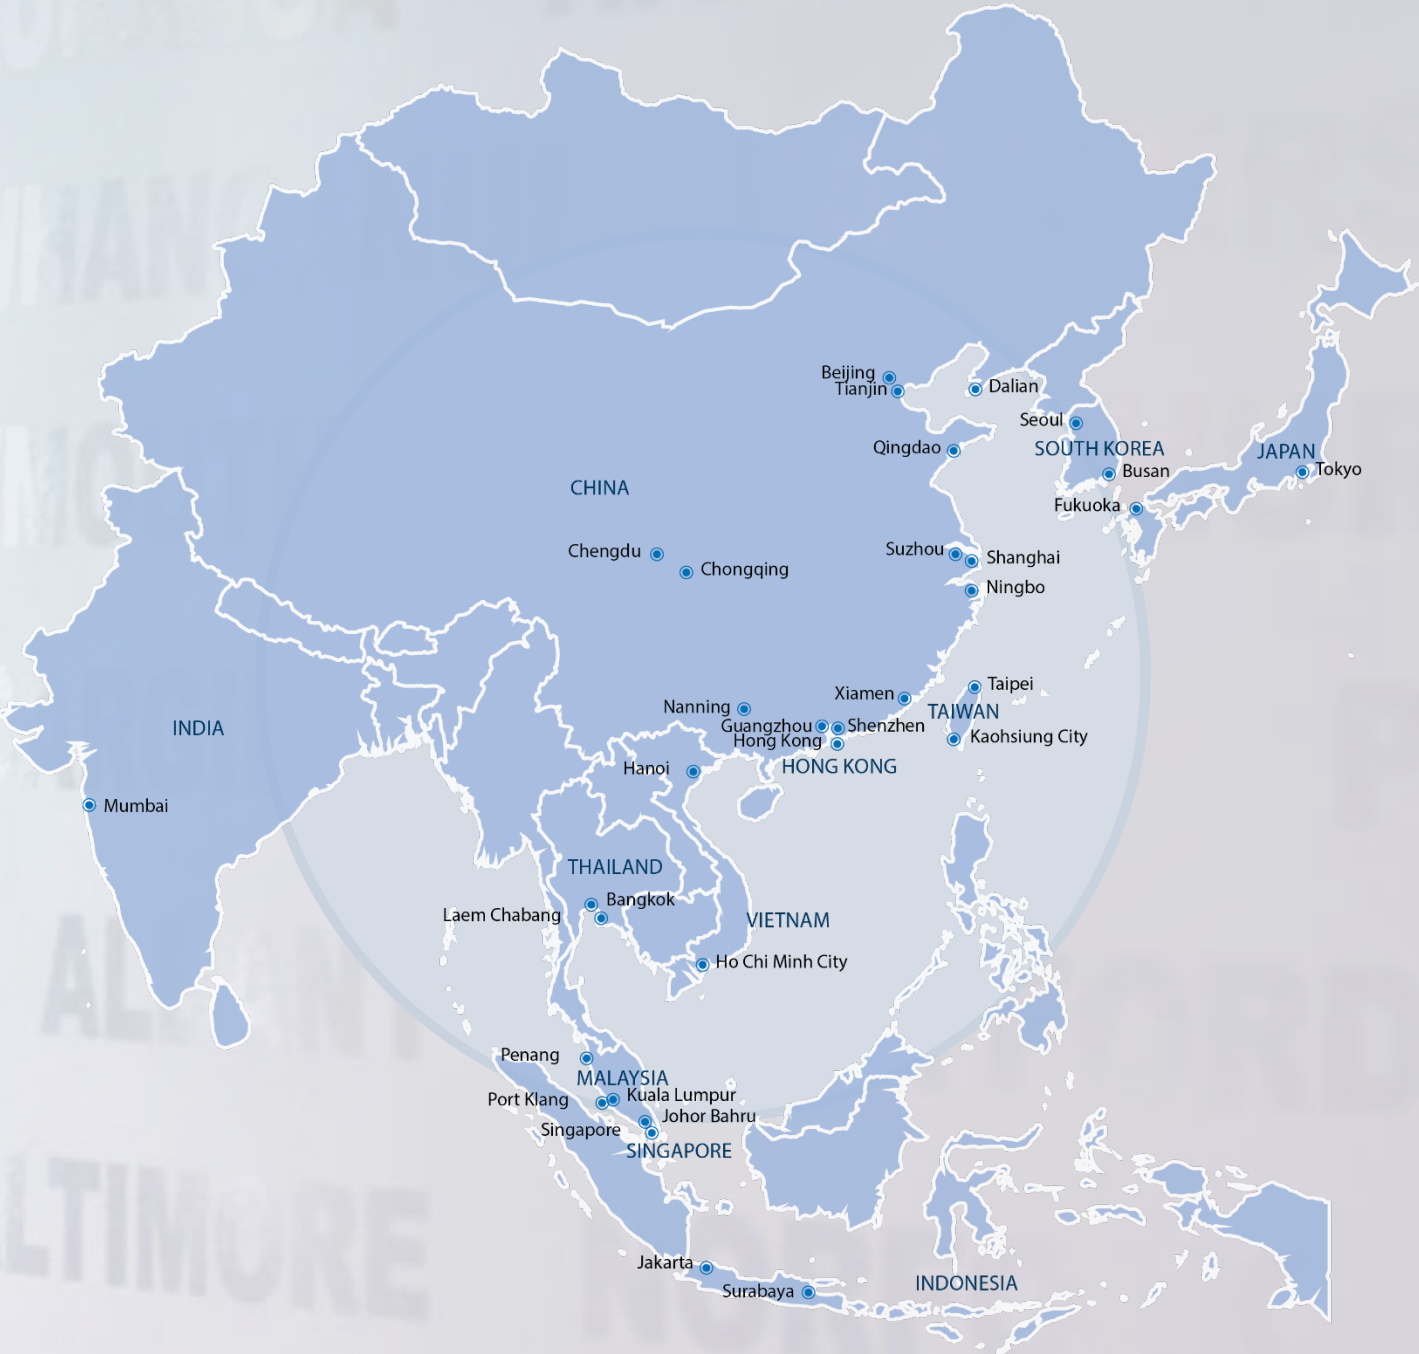 Beijing
Tianjin
Dalian
Seoul
SOUTH KOREA
JAPAN
Qingdao
Busan
Tokyo
CHINA
Fukuoka
Chengdu
Suzhou
Shanghai
Chongqing
Ningbo
Taipei
Xiamen
Nanning
TAIWAN
INDIA
Guangzhou
Shenzhen
Kaohsiung City
Hong Kong
HONG KONG
Hanoi
Mumbai
THAILAND
Bangkok
Laem Chabang
VIETNAM
ALI
Ho Chi Minh City
Penang
MALAYSIA
Kuala Lumpur
Port Klang
Johor Bahru
Singapore
SINGAPORE
LTIMORE
Jakarta
INDONESIA
Surabaya